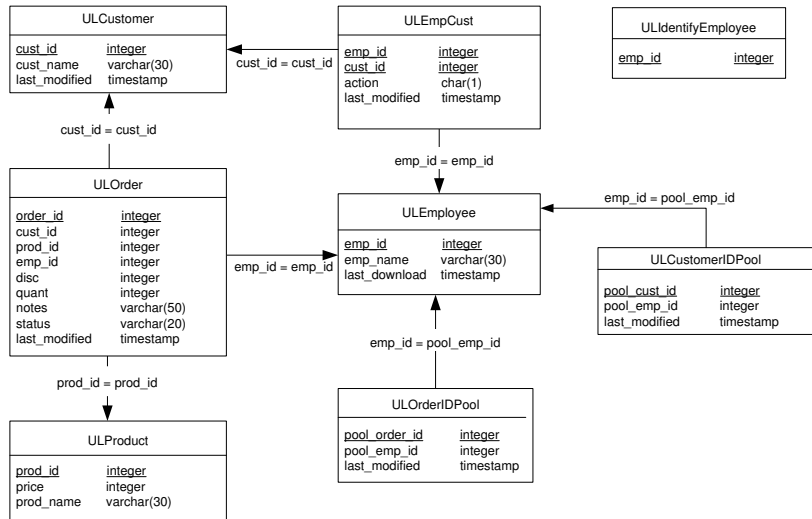 ULCustomer
cust_id integer
cust_name varchar(30)
last_modified timestamp
cust_id = cust_id
ULEmpCust
emp_id integer
cust_id integer
action char(1)
last_modified timestamp
ULIdentifyEmployee
emp_id integer
cust_id = cust_id
emp_id = emp_id
ULOrder
order_id integer
cust_id integer
prod_id integer
emp_id integer
disc integer
quant integer
notes varchar(50)
status varchar(20)
last_modified timestamp
emp_id = emp_id
ULEmployee
emp_id integer
emp_name varchar(30)
last_download timestamp
emp_id = pool_emp_id
ULCustomerIDPool
pool_cust_id integer
pool_emp_id integer
last_modified timestamp
prod_id = prod_id
emp_id = pool_emp_id
ULProduct
prod_id integer
price integer
prod_name varchar(30)
ULOrderIDPool
pool_order_id integer
pool_emp_id integer
last_modified timestamp